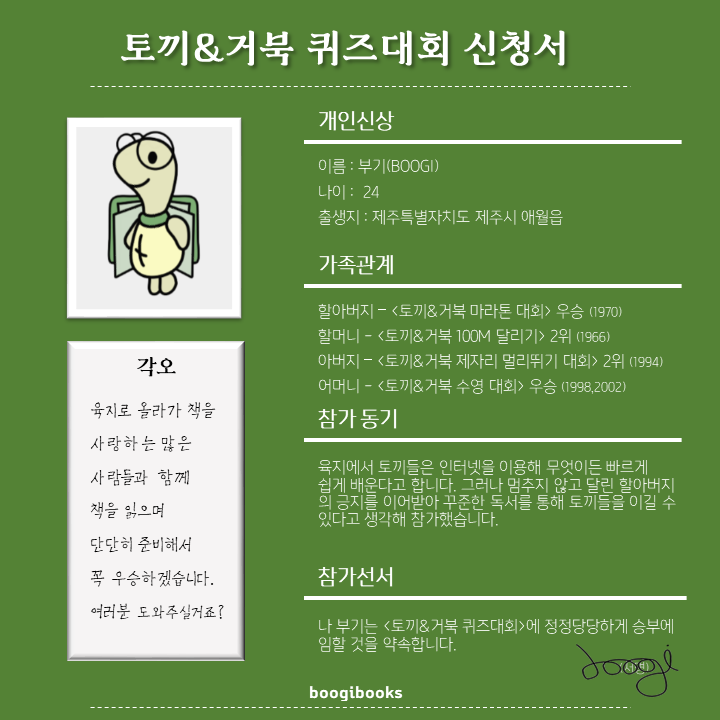 토끼&거북 퀴즈대회 신청서
개인신상
이름 : 부기(BOOGI)
나이 : 24
출생지 : 제주특별자치도 제주시 애월읍
가족관계
할아버지 – <토끼&거북 마라톤 대회> 우승 (1970)
할머니 - <토끼&거북 100M 달리기> 2위 (1966)
아버지 – <토끼&거북 제자리 멀리뛰기 대회> 2위 (1994)
어머니 - <토끼&거북 수영 대회> 우승 (1998,2002)
각오
육지로 올라가 책을
사랑하는 많은
사람들과 함께
책을 읽으며
단단히 준비해서
꼭 우승하겠습니다.
여러분 도와주실거죠?
참가 동기
육지에서 토끼들은 인터넷을 이용해 무엇이든 빠르게
쉽게 배운다고 합니다. 그러나 멈추지 않고 달린 할아버지
의 긍지를 이어받아 꾸준한 독서를 통해 토끼들을 이길 수
있다고 생각해 참가했습니다.
참가선서
나 부기는 <토끼&거북 퀴즈대회>에 정정당당하게 승부에
임할 것을 약속합니다.
boogi
boogibooks